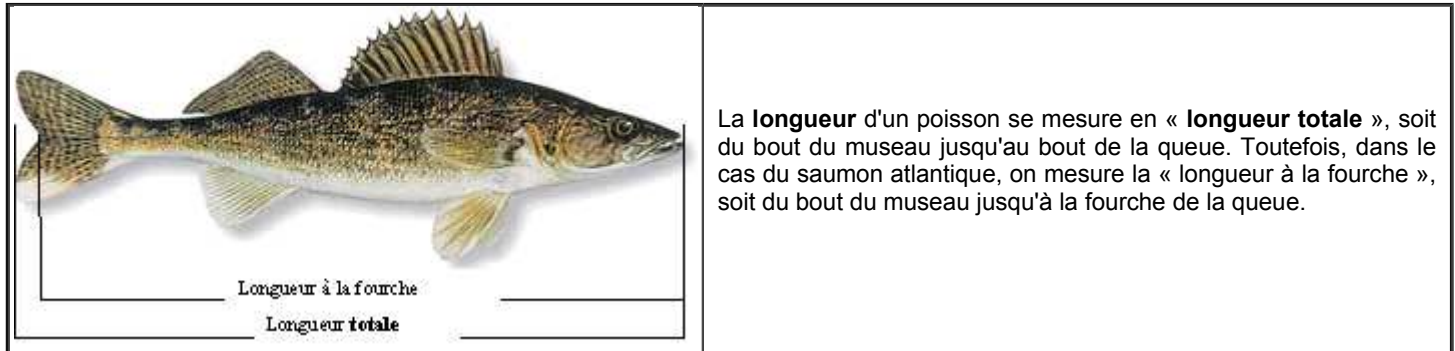 La longueur d'un poisson se mesure en « longueur totale », soit
du bout du museau jusqu'au bout de la queue. Toutefois, dans le
cas du saumon atlantique, on mesure la « longueur à la fourche »,
soit du bout du museau jusqu'à la fourche de la queue.
Longueur à la fourche
Longueur totale